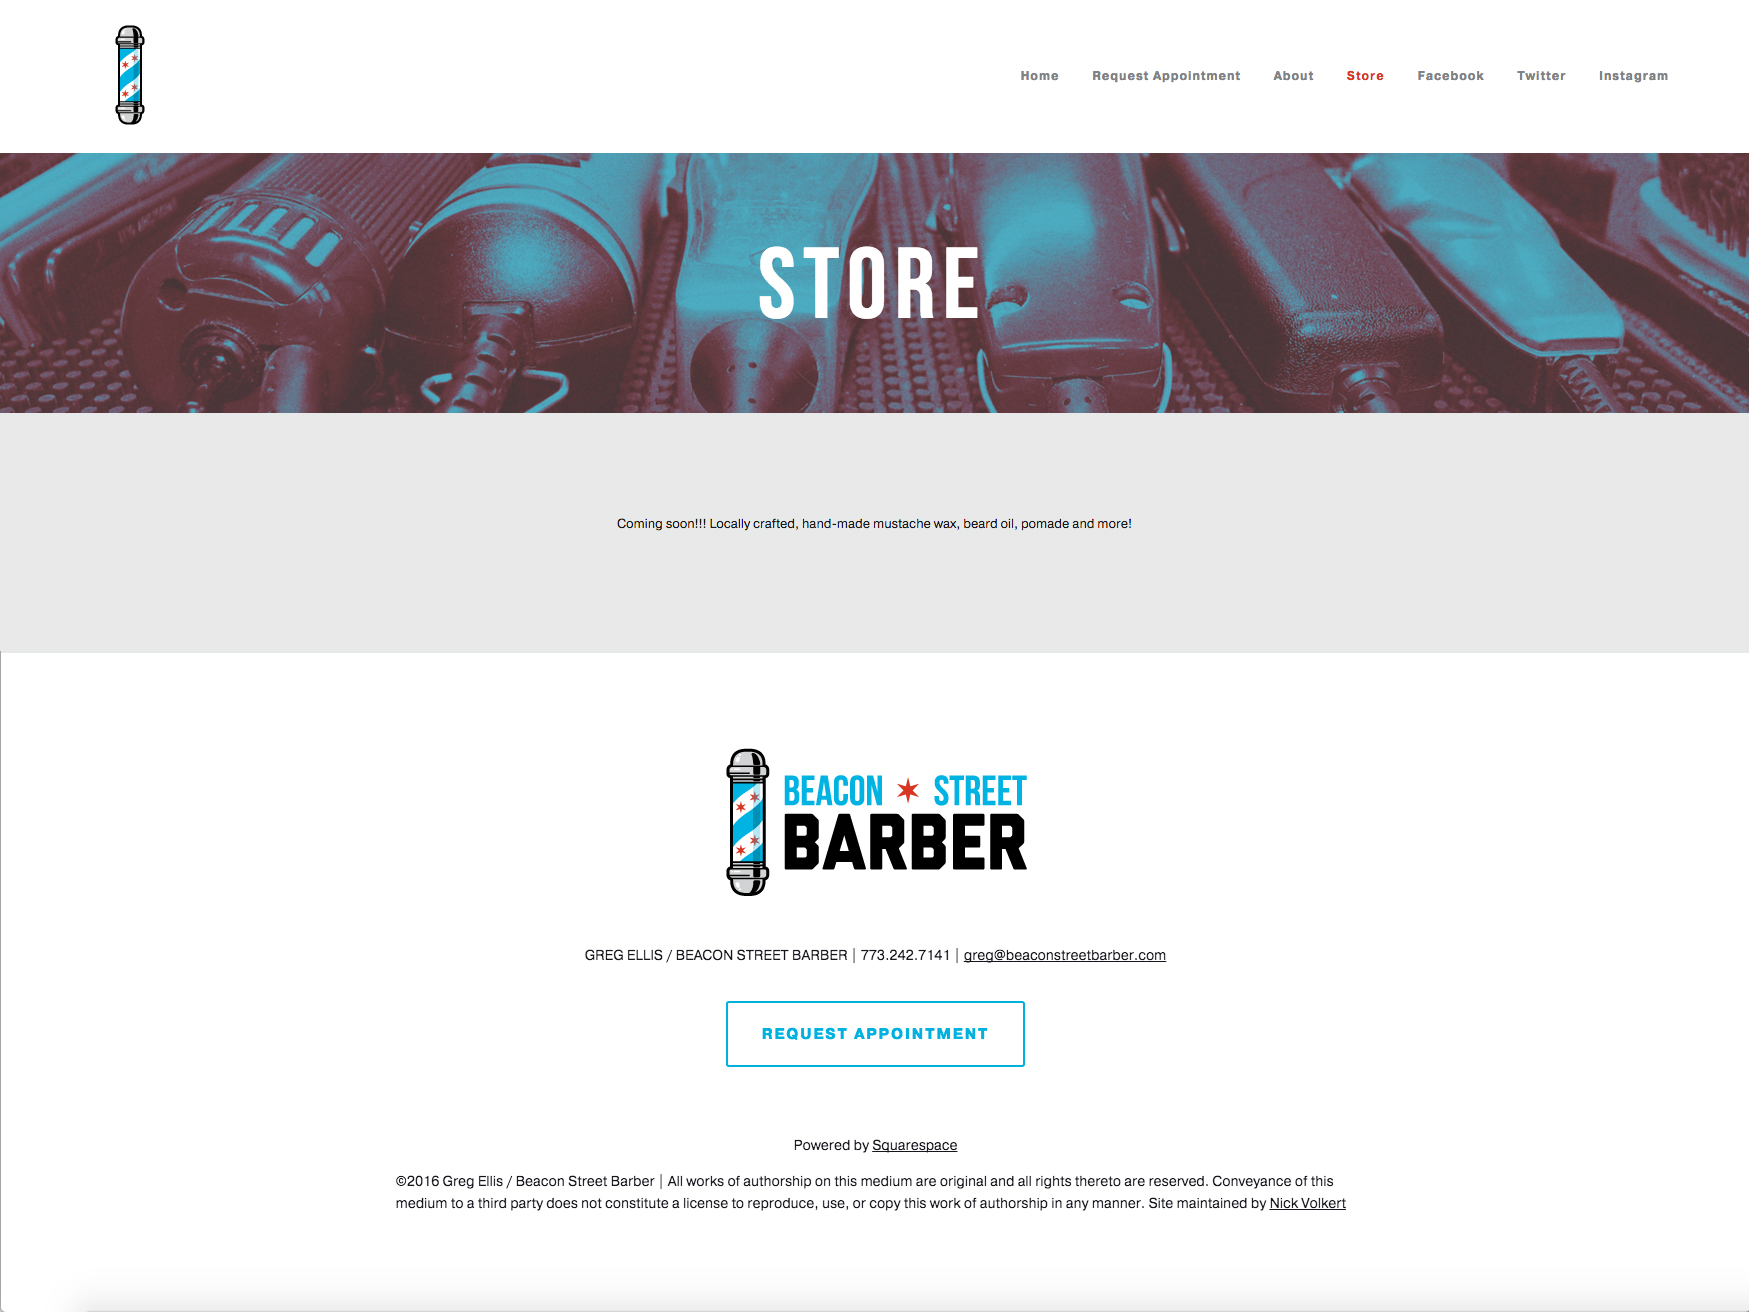 Home Request Appointment About Store Facebook Twitter Instagram
STORE
Coming soon!!! Locally crafted, hand-made mustache wax, beard oil, pomade and more!
BEACON STREET
BARBER
GREG ELLIS / BEACON STREET BARBER | 773.242.7141 | greg@beaconstreetbarber.com
REQUEST APPOINTMENT
Powered by Squarespace
©2016 Greg Ellis / Beacon Street Barber | All works of authorship on this medium are original and all rights thereto are reserved. Conveyance of this
medium to a third party does not constitute a license to reproduce, use, or copy this work of authorship in any manner. Site maintained by Nick Volkert